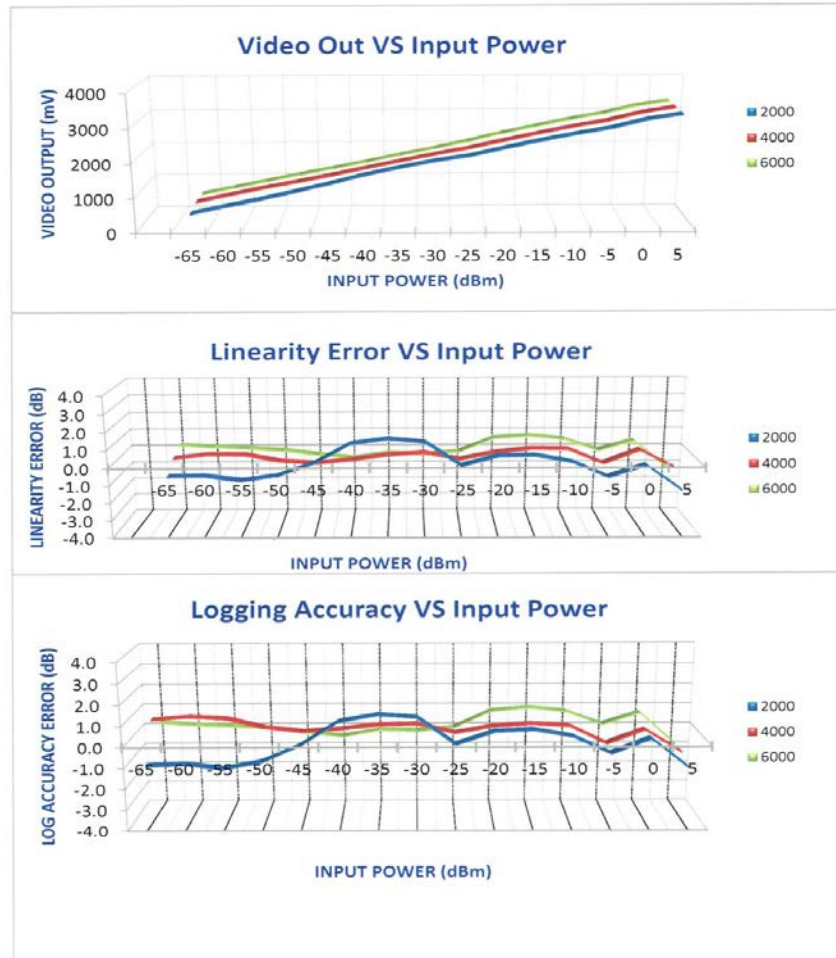 Video Out VS Input Power
VIDEO OUTPUT (mV)
4000
3000
2000
1000
0
-65 -60 -55 -50 -45 -40 -35 -30 -25 -20 -15 -10 -5 0 5
INPUT POWER (dBm)
2000
4000
6000
Linearity Error VS Input Power
LINEARITY ERROR (dB)
4.0
3.0
2.0
1.0
0.0
-1.0
-2.0
-3.0
-4.0
-65 -60 -55 -50 -45 -40 -35 -30 -25 -20 -15 -10 -5 0 5
INPUT POWER (dBm)
2000
4000
6000
Logging Accuracy VS Input Power
LOG ACCURACY ERROR (dB)
4.0
3.0
2.0
1.0
0.0
-1.0
-2.0
-3.0
-4.0
-65 -60 -55 -50 -45 -40 -35 -30 -25 -20 -15 -10 -5 0 5
INPUT POWER (dBm)
2000
4000
6000